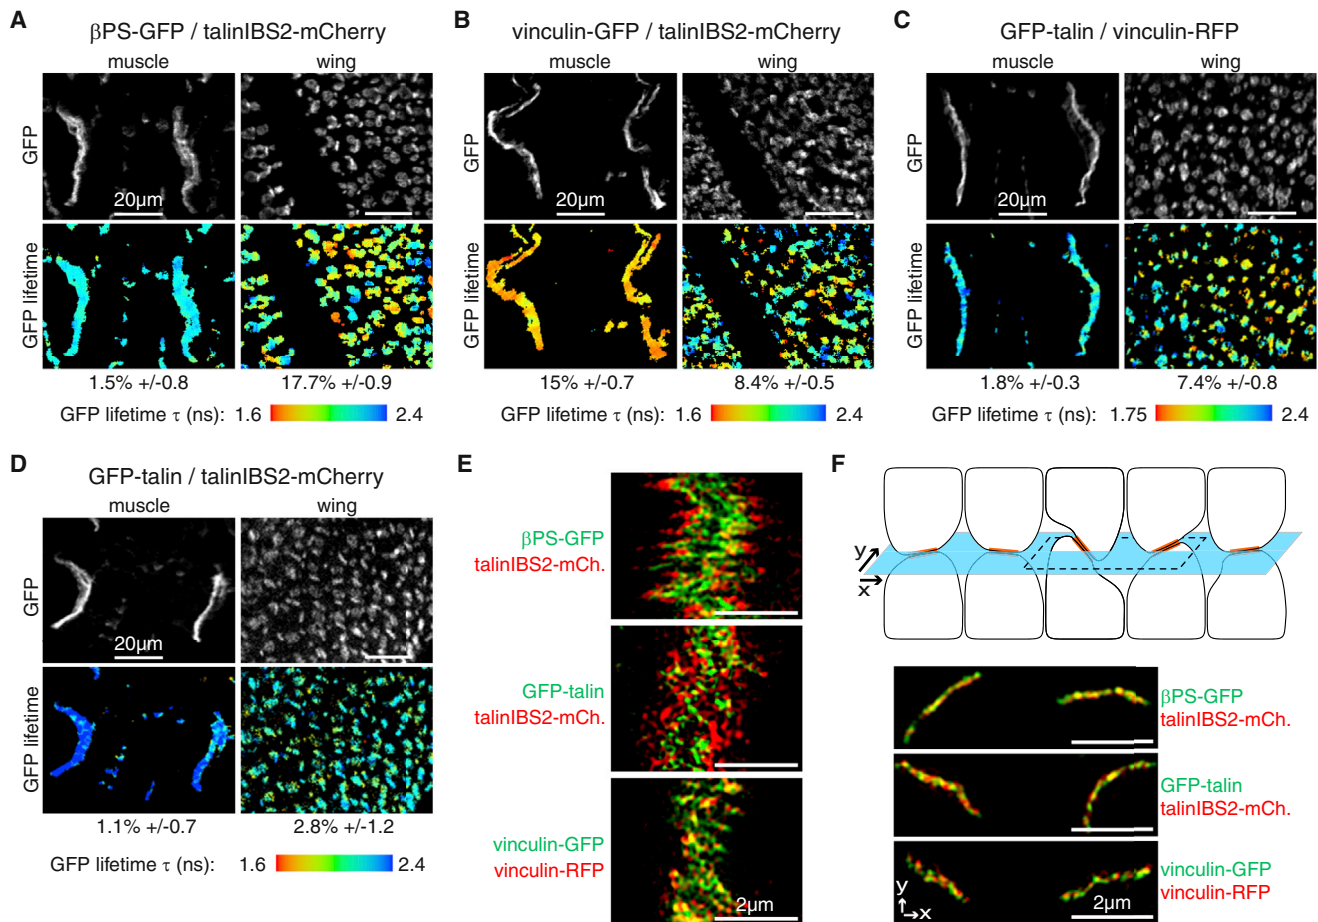 A
βPS-GFP / talinIBS2-mCherry
muscle
wing
GFP
20µm
GFP lifetime
1.5% +/-0.8
17.7% +/-0.9
GFP lifetime τ (ns): 1.6
2.4
B
vinculin-GFP / talinIBS2-mCherry
muscle
wing
GFP
20µm
GFP lifetime
15% +/-0.7
8.4% +/-0.5
GFP lifetime τ (ns): 1.6
2.4
C
GFP-talin / vinculin-RFP
muscle
wing
GFP
20µm
GFP lifetime
1.8% +/-0.3
7.4% +/-0.8
GFP lifetime τ (ns): 1.75
2.4
D
GFP-talin / talinIBS2-mCherry
muscle
wing
GFP
20µm
GFP lifetime
1.1% +/-0.7
2.8% +/-1.2
GFP lifetime τ (ns): 1.6
2.4
E
βPS-GFP
talinIBS2-mCh.
GFP-talin
talinIBS2-mCh.
vinculin-GFP
vinculin-RFP
2µm
F
y
x
βPS-GFP
talinIBS2-mCh.
GFP-talin
talinIBS2-mCh.
vinculin-GFP
vinculin-RFP
y
x
2µm